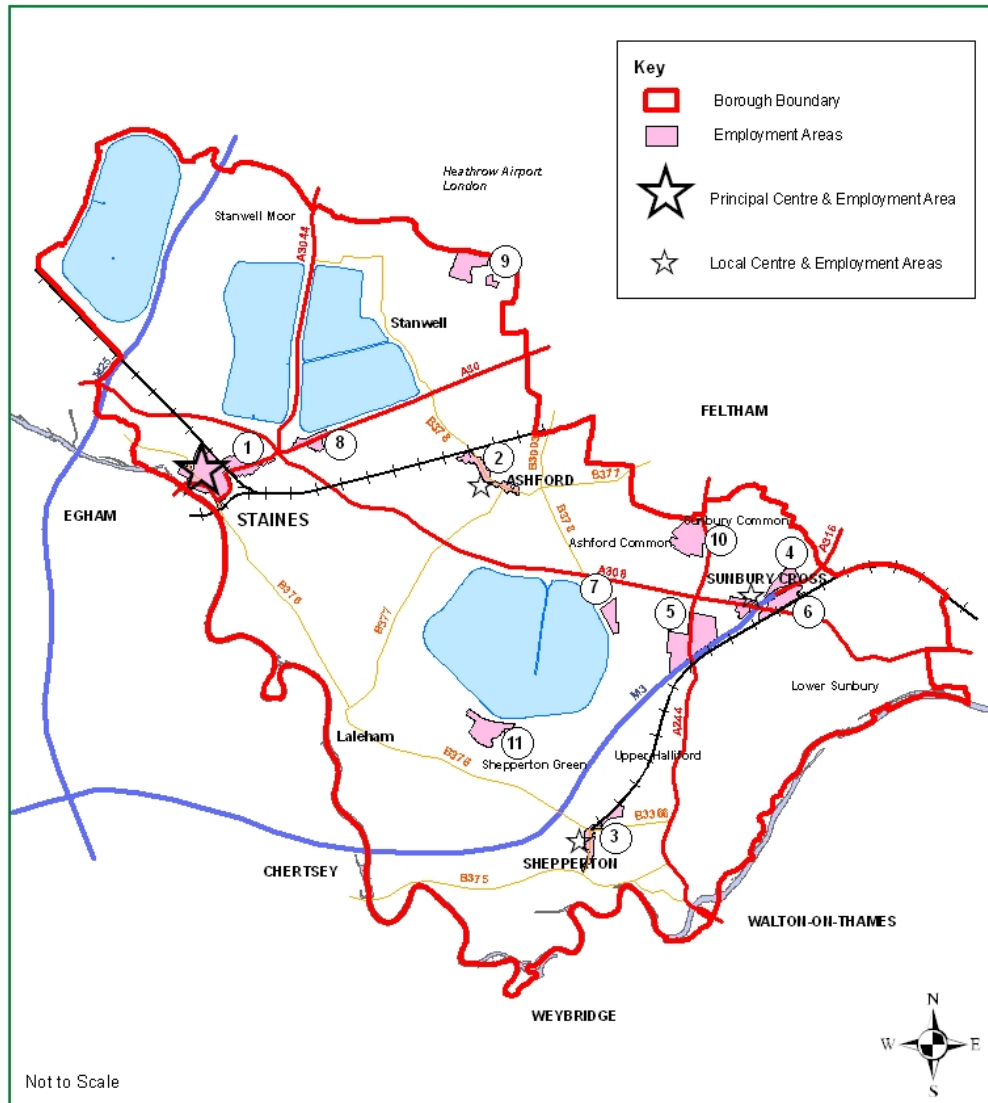 Key
Borough Boundary
Employment Areas
Principal Centre & Employment Area
Local Centre & Employment Areas
Heathrow Airport
London
Stanwell Moor
A3044
9
Stanwell
M25
A30
FELTHAM
1
8
B378
B3003
2
ASHFORD
B377
EGHAM
STAINES
B378
Sunbury Common
Ashford Common
10
4
A316
A308
SUNBURY CROSS
7
B376
B377
5
6
M3
Lower Sunbury
A244
Laleham
11
B376
Shepperton Green
Upper Halliford
B3366
3
SHEPPERTON
CHERTSEY
B375
WALTON-ON-THAMES
WEYBRIDGE
N
W
E
S
Not to Scale